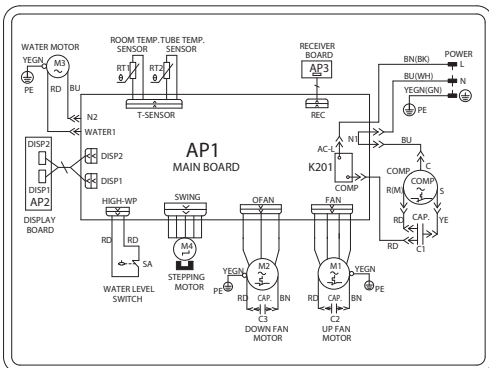 ROOM TEMP. TUBE TEMP.
SENSOR SENSOR
RECEIVER
BOARD
AP3
WATER MOTOR
YEGN
M3
PE
RD
BU
RT1
RT2
θ
θ
T-SENSOR
REC
POWER
BN(BK)
L
BU(WH)
N
YEGN(GN)
PE
N2
WATER1
AP1
MAIN BOARD
AC-L
K201
COMP
N1
BU
C
COMP
COMP
R(M)
S
RD
CAP.
YE
C1
RD
DISP2
DISP1
AP2
DISPLAY
BOARD
DISP2
DISP1
HIGH-WP
SWING
OFAN
FAN
RD
RD
SA
WATER LEVEL
SWITCH
M4
STEPPING
MOTOR
YEGN
PE
M2
RD
CAP.
BN
C3
DOWN FAN
MOTOR
M1
YEGN
PE
RD
CAP.
BN
C2
UP FAN
MOTOR